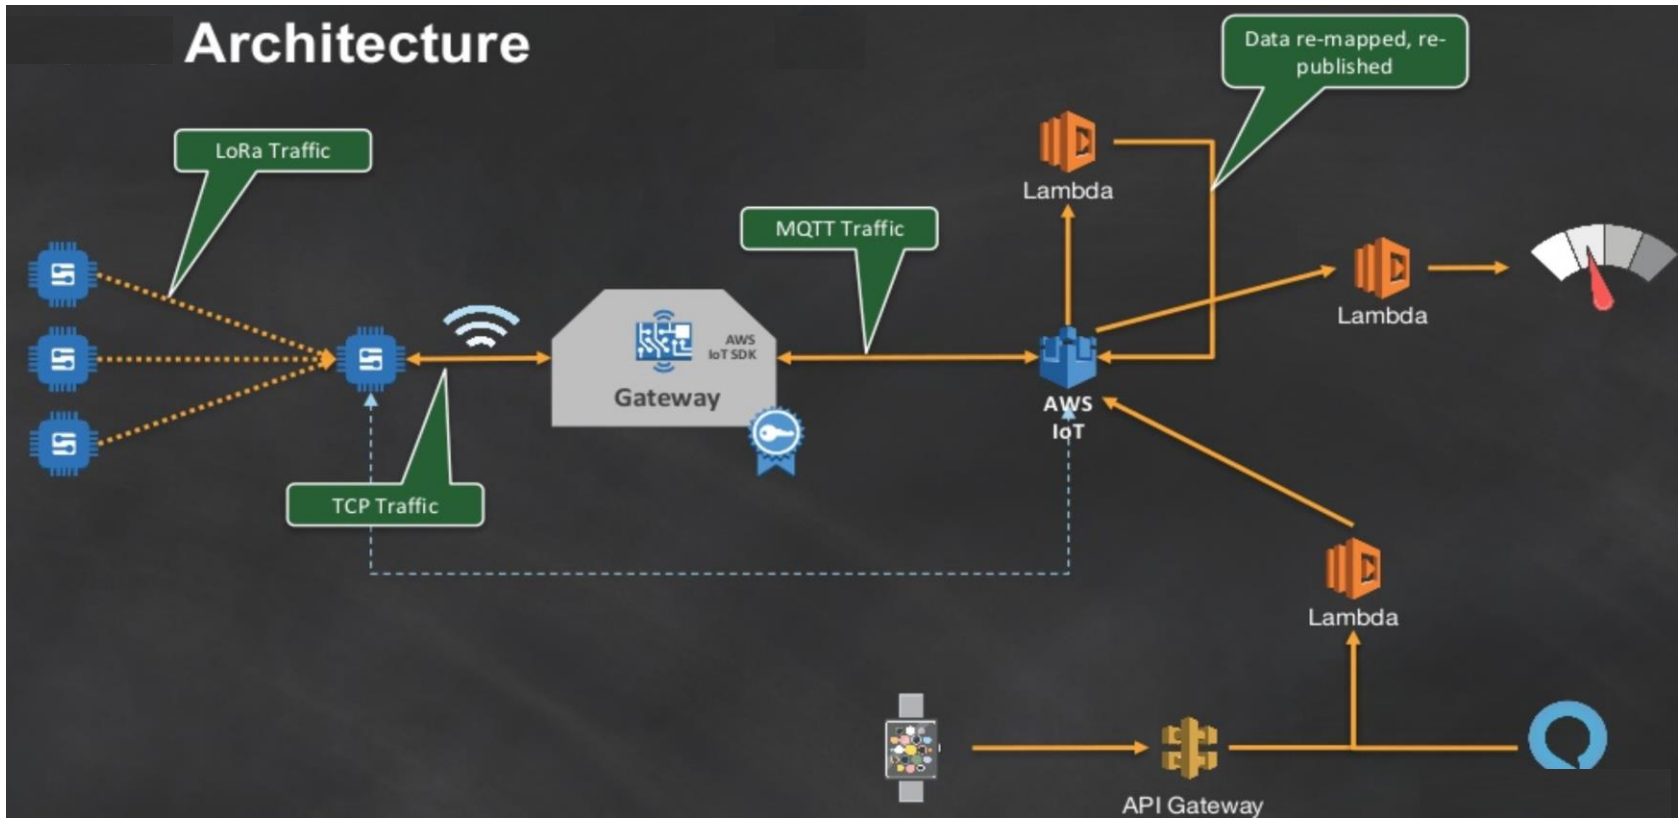 Architecture
Data re-mapped, re-
published
LoRa Traffic
Lambda
MQTT Traffic
Lambda
AWS
IoT SDK
Gateway
AWS
IoT
TCP Traffic
Lambda
API Gateway